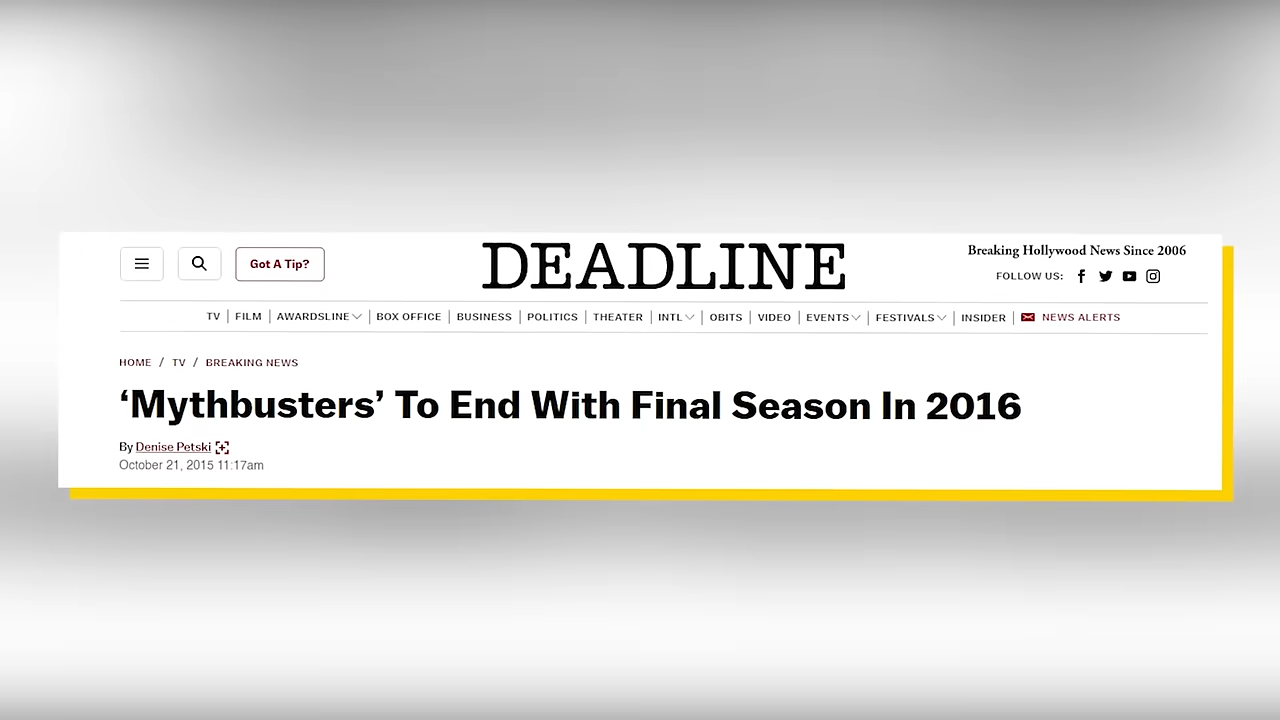 Got A Tip?
DEADLINE
Breaking Hollywood News Since 2006
FOLLOW US:
TV | FILM | AWARDSLINE | BOX OFFICE | BUSINESS | POLITICS | THEATER | INTL | OBITS | VIDEO | EVENTS | FESTIVALS | INSIDER | NEWS ALERTS
HOME / TV / BREAKING NEWS
‘Mythbusters’ To End With Final Season In 2016
By Denise Petski
October 21, 2015 11:17am